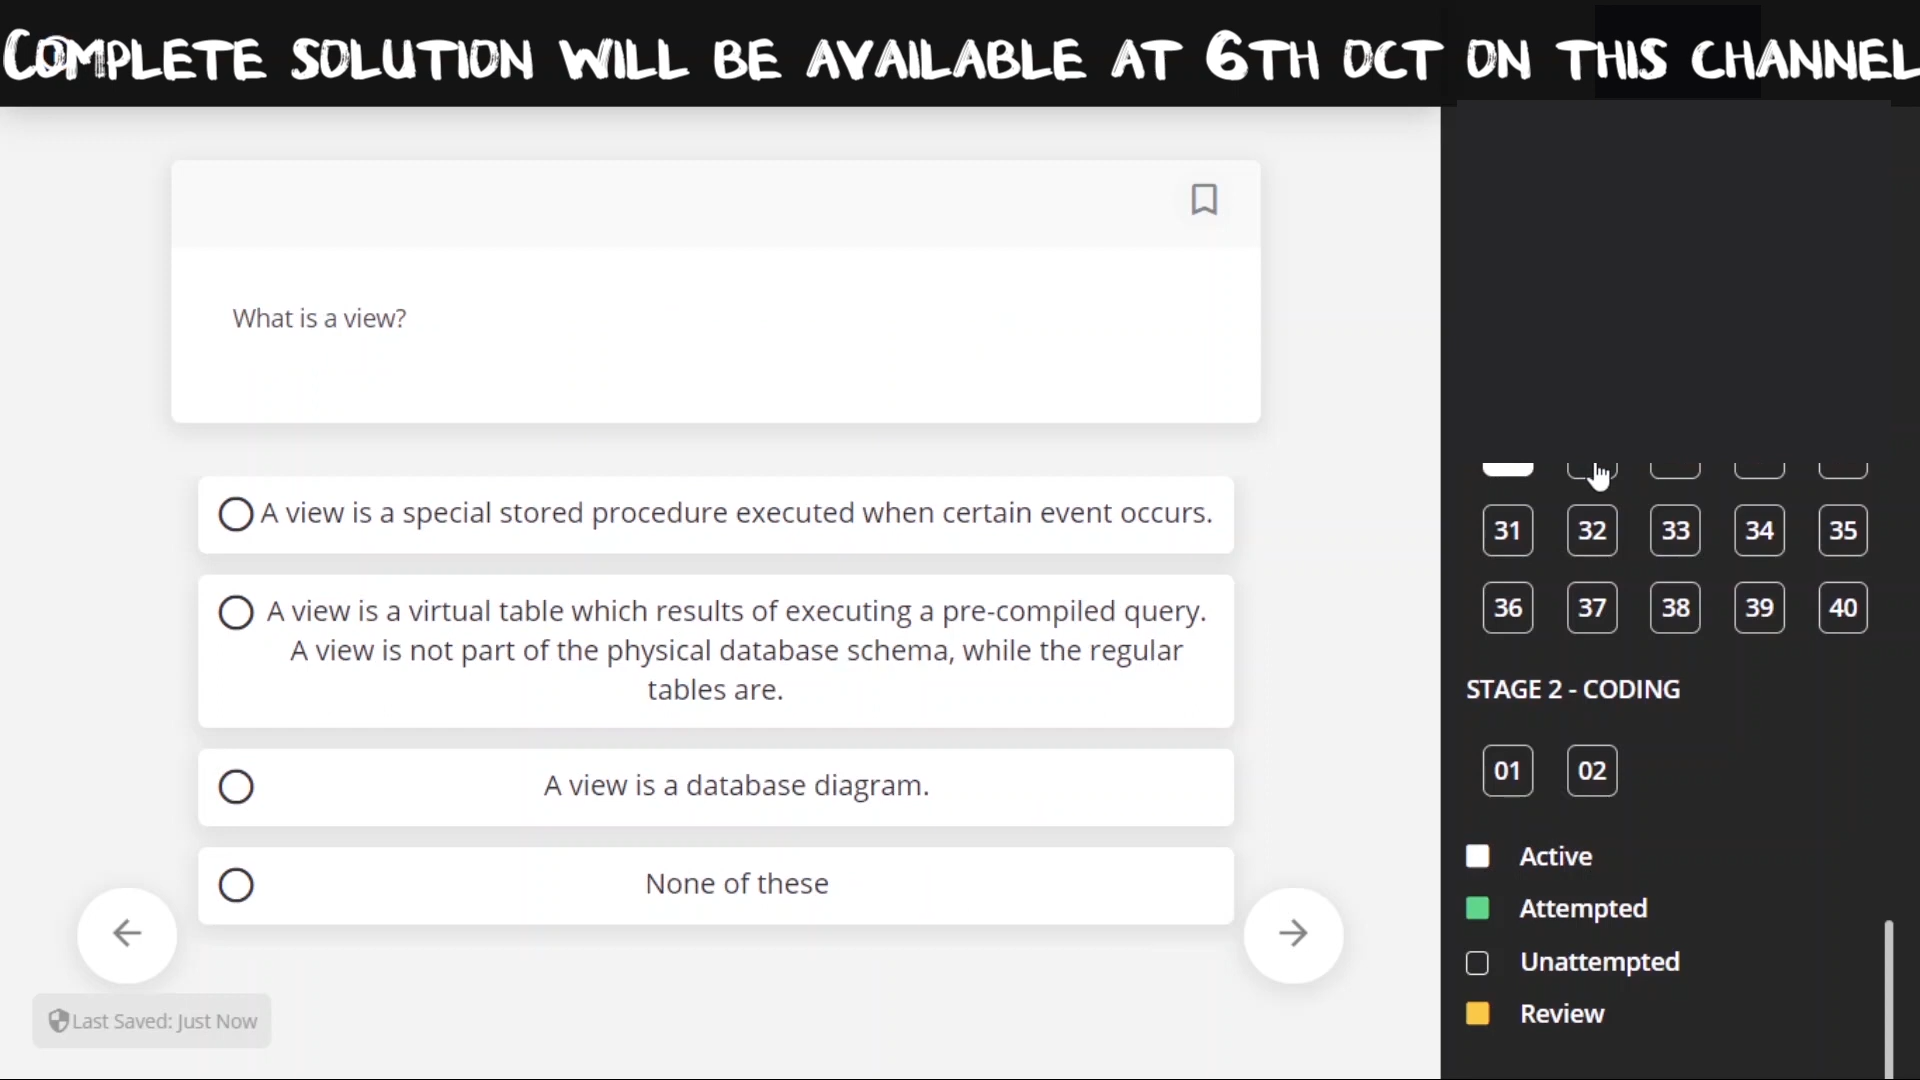 COMPLETE SOLUTION WILL BE AVAILABLE AT 6TH OCT ON THIS CHANNEL
What is a view?
A view is a special stored procedure executed when certain event occurs.
A view is a virtual table which results of executing a pre-compiled query.
A view is not part of the physical database schema, while the regular
tables are.
A view is a database diagram.
None of these
Last Saved: Just Now
31 32 33 34 35
36 37 38 39 40
STAGE 2 - CODING
01 02
Active
Attempted
Unattempted
Review